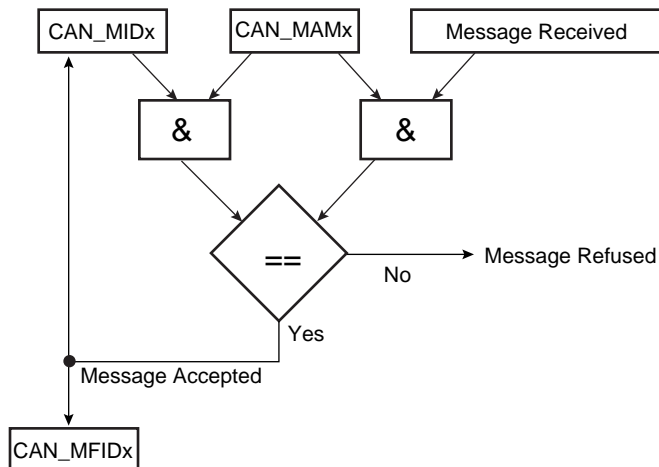 CAN_MIDx
CAN_MAMx
Message Received
&
&
==
No
Message Refused
Yes
Message Accepted
CAN_MFIDx